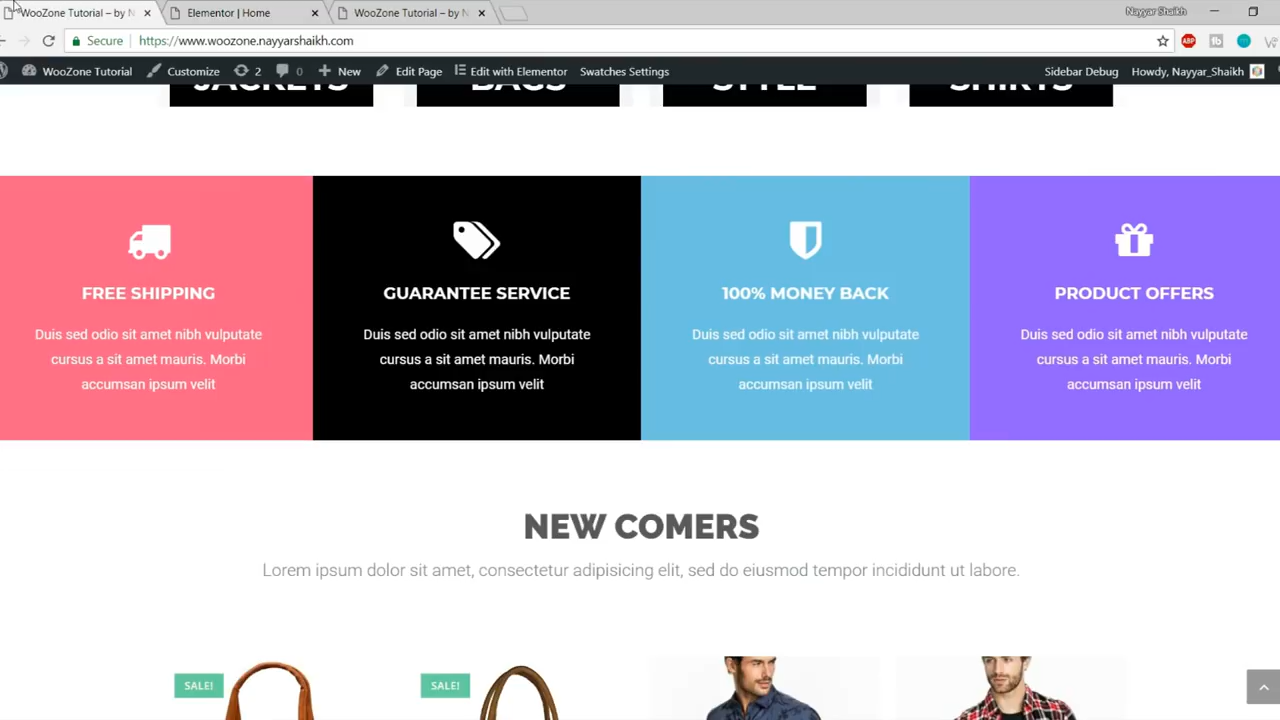 WooZone Tutorial – by N
Elementor | Home
WooZone Tutorial – by N
Nayyar Shaikh
Secure
https://www.woozone.nayyarshaikh.com
ABP
WooZone Tutorial
Customize
2
0
New
Edit Page
Edit with Elementor
Swatches Settings
Sidebar Debug
Howdy, Nayyar_Shaikh
JACKETS
BAGS
STYLE
SHIRTS
FREE SHIPPING
Duis sed odio sit amet nibh vulputate
cursus a sit amet mauris. Morbi
accumsan ipsum velit
GUARANTEE SERVICE
Duis sed odio sit amet nibh vulputate
cursus a sit amet mauris. Morbi
accumsan ipsum velit
100% MONEY BACK
Duis sed odio sit amet nibh vulputate
cursus a sit amet mauris. Morbi
accumsan ipsum velit
PRODUCT OFFERS
Duis sed odio sit amet nibh vulputate
cursus a sit amet mauris. Morbi
accumsan ipsum velit
NEW COMERS
Lorem ipsum dolor sit amet, consectetur adipisicing elit, sed do eiusmod tempor incididunt ut labore.
SALE!
SALE!